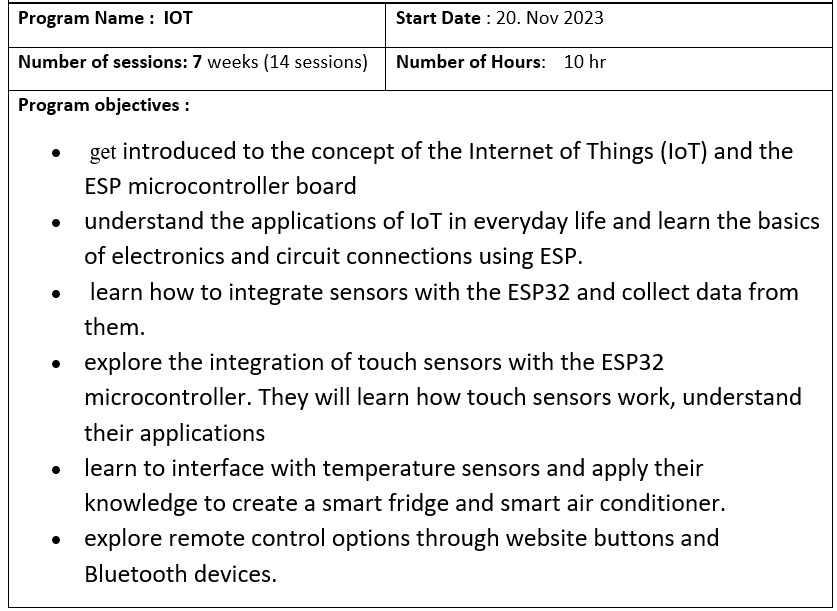 Program Name : IOT
Start Date : 20. Nov 2023
Number of sessions: 7 weeks (14 sessions)
Number of Hours: 10 hr
Program objectives :
• get introduced to the concept of the Internet of Things (IoT) and the
ESP microcontroller board
• understand the applications of IoT in everyday life and learn the basics
of electronics and circuit connections using ESP.
• learn how to integrate sensors with the ESP32 and collect data from
them.
• explore the integration of touch sensors with the ESP32
microcontroller. They will learn how touch sensors work, understand
their applications
• learn to interface with temperature sensors and apply their
knowledge to create a smart fridge and smart air conditioner.
• explore remote control options through website buttons and
Bluetooth devices.